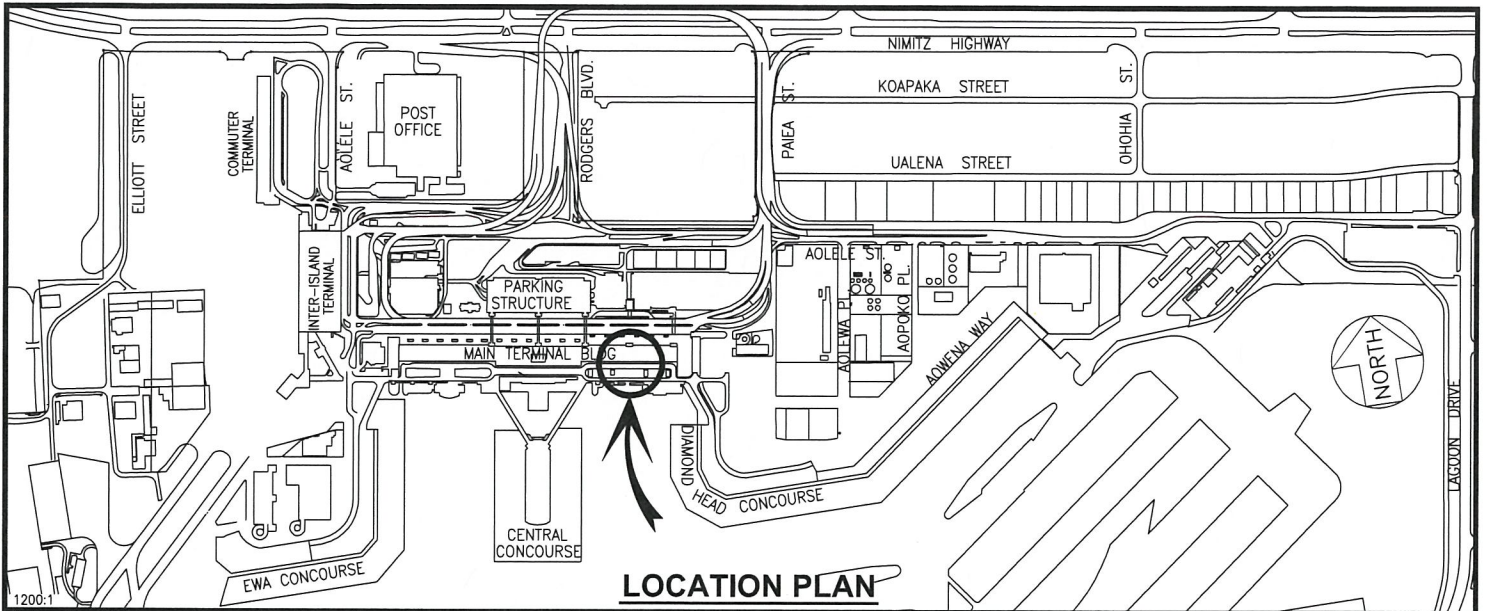 NIMITZ HIGHWAY
KOAPAKA STREET
UALENA STREET
OHOHIA ST.
PAIEA ST.
RODGERS BLVD.
POST
OFFICE
AOLELE ST.
COMMUTER
TERMINAL
ELLIOTT STREET
INTER-ISLAND
TERMINAL
PARKING
STRUCTURE
MAIN TERMINAL BLDG
AOLELE ST.
AOLEWA PL.
AOPOKO PL.
AOWENA WAY
NORTH
LAGOON DRIVE
DIAMOND HEAD CONCOURSE
CENTRAL
CONCOURSE
EWA CONCOURSE
LOCATION PLAN
1200:1